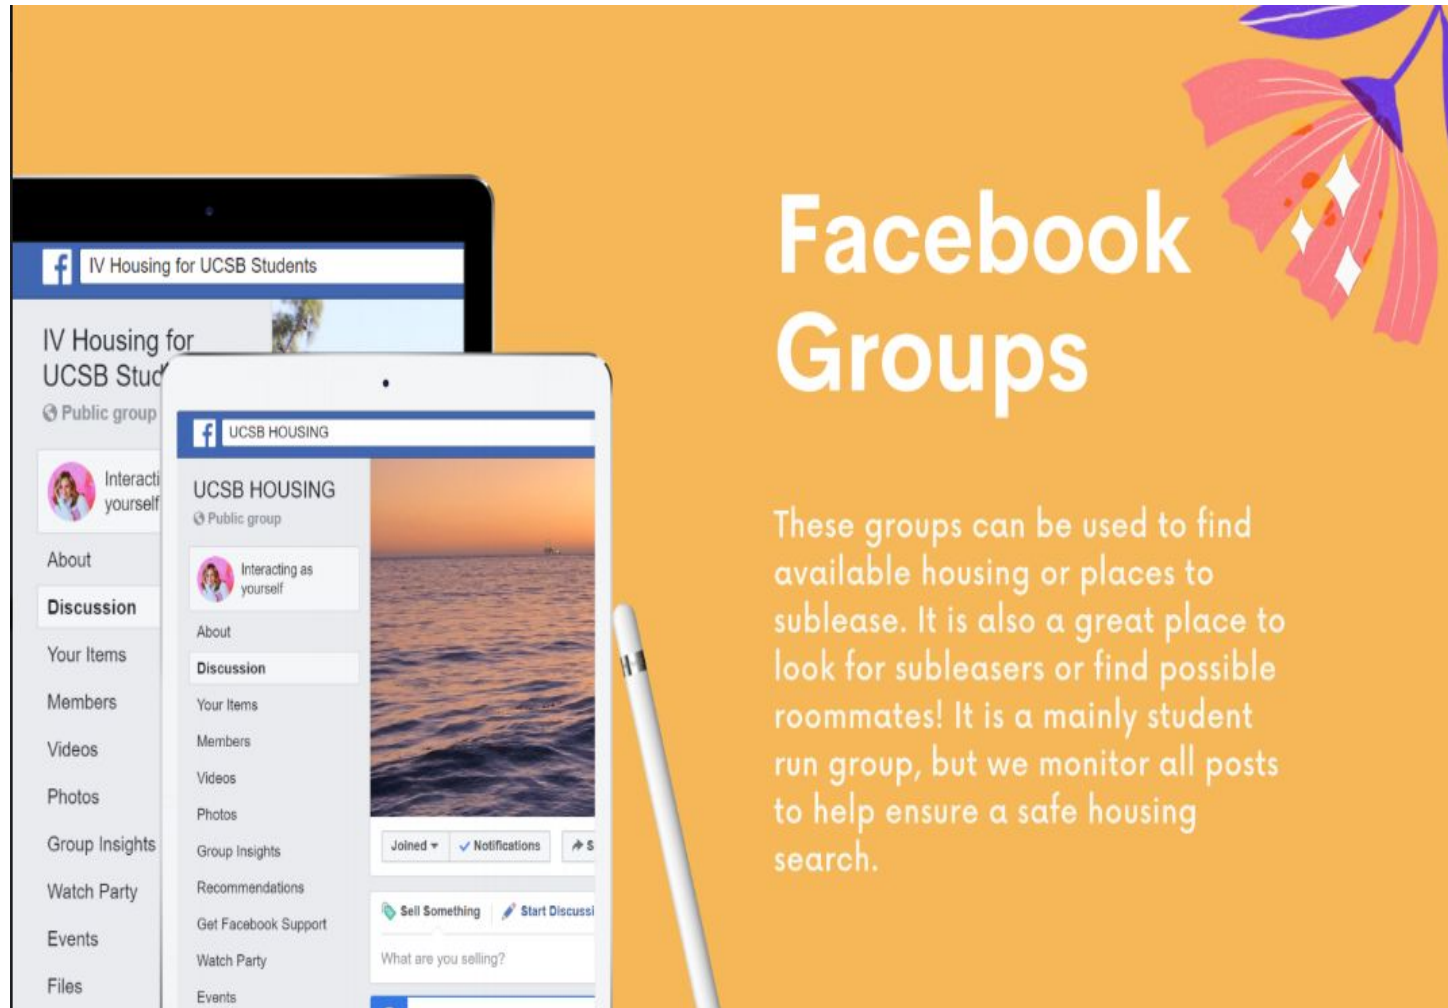 IV Housing for UCSB Students
IV Housing for
UCSB Stud
Public group
Interacti
yourself
About
Discussion
Your Items
Members
Videos
Photos
Group Insights
Watch Party
Events
Files
UCSB HOUSING
UCSB HOUSING
Public group
Interacting as
yourself
About
Discussion
Your Items
Members
Videos
Photos
Group Insights
Recommendations
Get Facebook Support
Watch Party
Events
Joined
Notifications
S
Sell Something
Start Discussi
What are you selling?
Facebook
Groups
These groups can be used to find
available housing or places to
sublease. It is also a great place to
look for subleasers or find possible
roommates! It is a mainly student
run group, but we monitor all posts
to help ensure a safe housing
search.